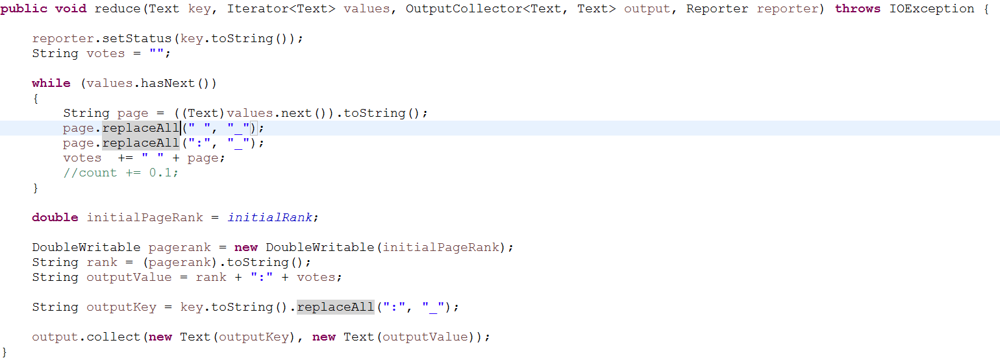 public void reduce(Text key, Iterator<Text> values, OutputCollector<Text, Text> output, Reporter reporter) throws IOException {
reporter.setStatus(key.toString());
String votes = "";
while (values.hasNext())
{
String page = ((Text)values.next()).toString();
page.replaceAll(" ", "_");
page.replaceAll(":", "_");
votes  += " " + page;
//count += 0.1;
}
double initialPageRank = initialRank;
DoubleWritable pagerank = new DoubleWritable(initialPageRank);
String rank = (pagerank).toString();
String outputValue = rank + ":" + votes;
String outputKey = key.toString().replaceAll(":", "_");
output.collect(new Text(outputKey), new Text(outputValue));
}